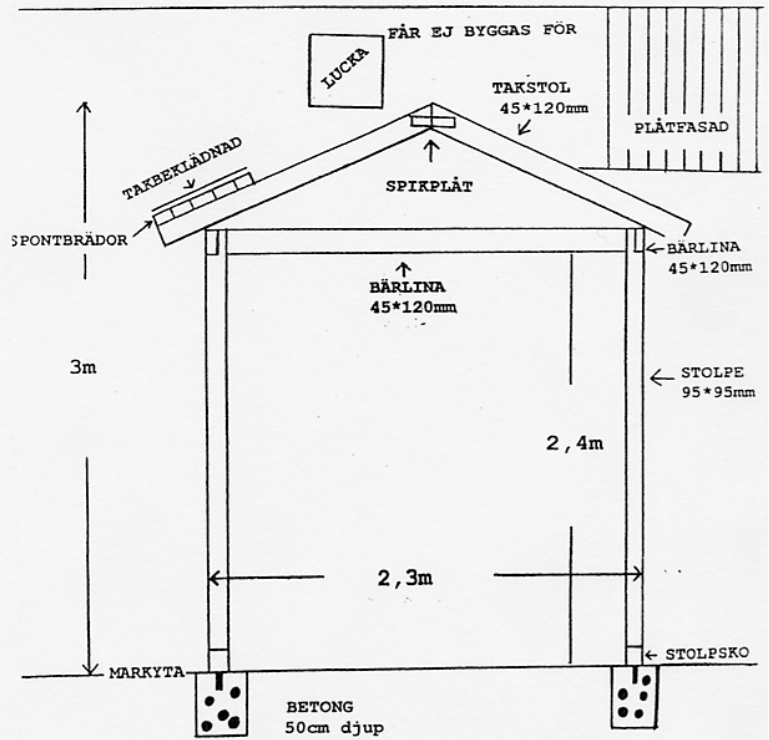 FÅR EJ BYGGAS FÖR
LUCKA
TAKSTOL
45*120mm
PLÅTFASAD
TAKBEKLÄDNAD
SPIKPLÅT
SPONTBRÄDOR
BÄRLINA
45*120mm
BÄRLINA
45*120mm
3m
STOLPE
95*95mm
2,4m
2,3m
STOLPSKO
MARKYTA
BETONG
50cm djup